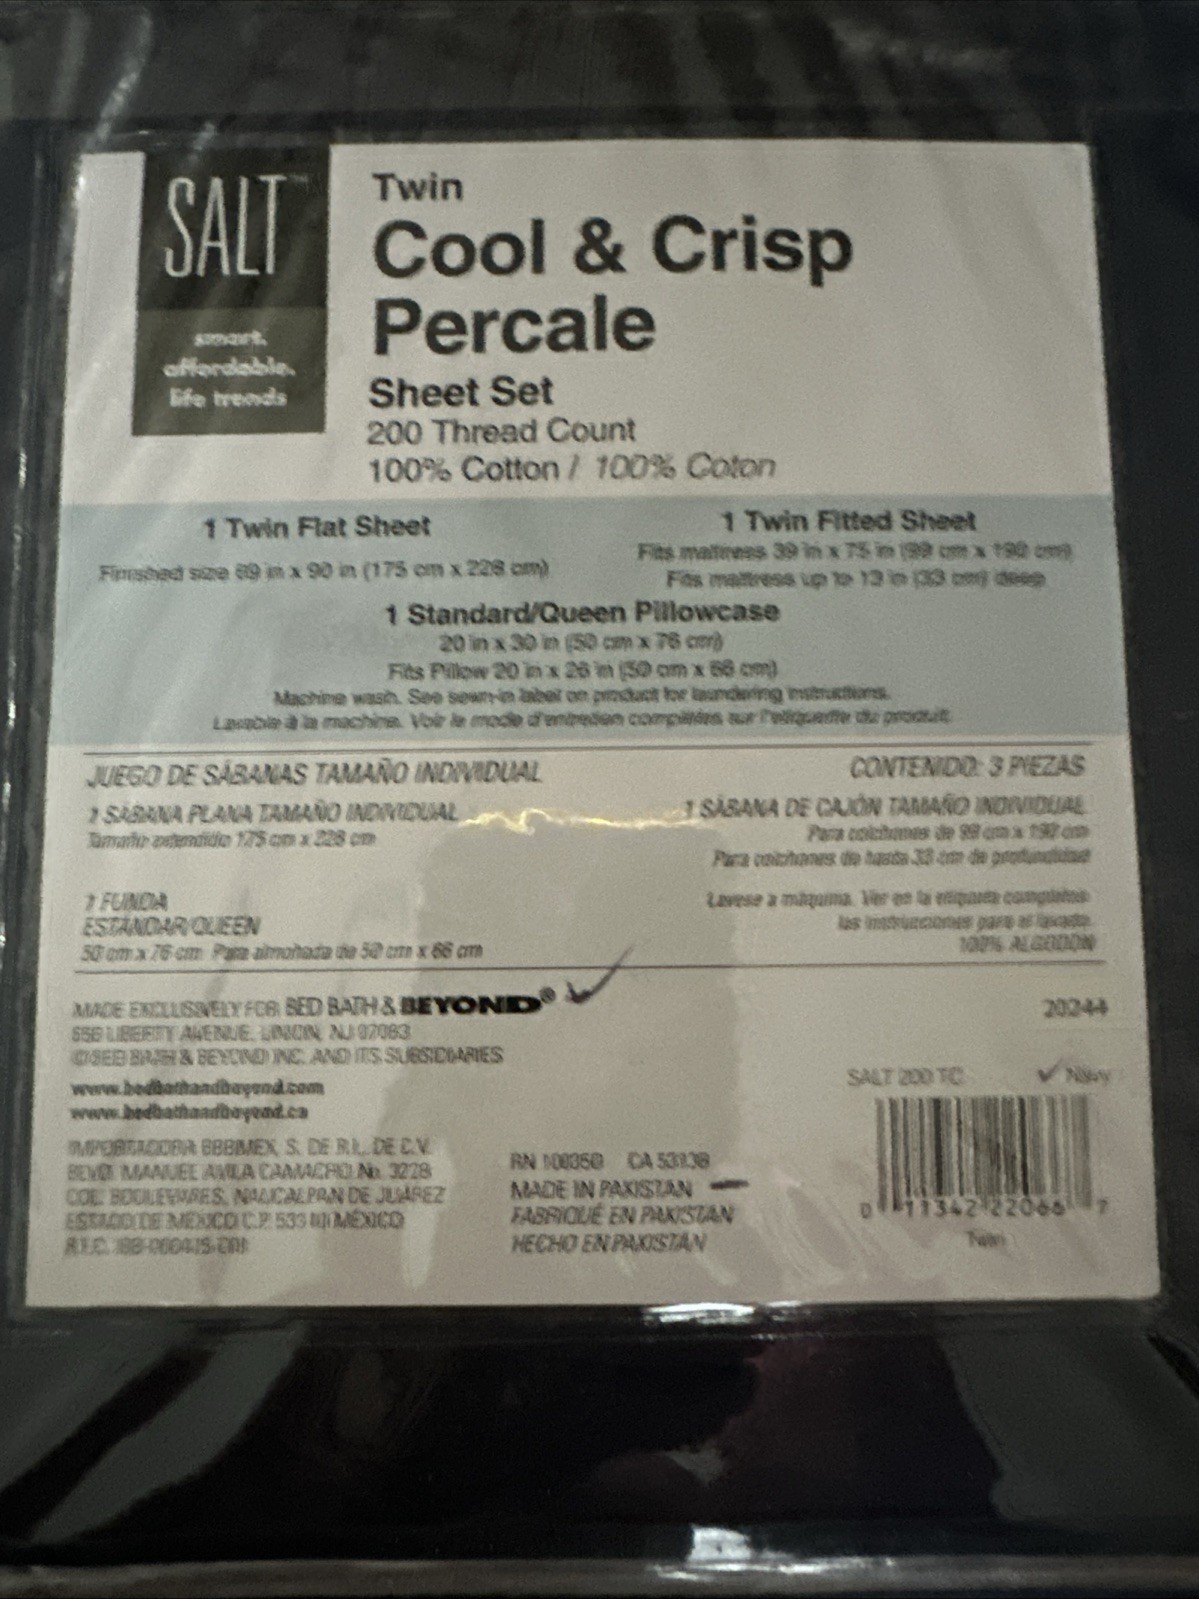 SALT™
smart.
affordable.
life trends
Twin
Cool & Crisp
Percale
Sheet Set
200 Thread Count
100% Cotton / 100% Coton
1 Twin Flat Sheet
Finished size 69 in x 90 in (175 cm x 228 cm)
1 Twin Fitted Sheet
Fits mattress 39 in x 75 in (99 cm x 190 cm)
Fits mattress up to 13 in (33 cm) deep
1 Standard/Queen Pillowcase
20 in x 30 in (50 cm x 76 cm)
Fits Pillow 20 in x 26 in (50 cm x 66 cm)
Machine wash. See sewn-in label on product for laundering instructions.
Lavable à la machine. Voir le mode d'entretien complètes sur l'etiquette du produit.
JUEGO DE SÁBANAS TAMAÑO INDIVIDUAL
CONTENIDO: 3 PIEZAS
1 SÁBANA PLANA TAMAÑO INDIVIDUAL
Tamaño extendido 175 cm x 228 cm
1 SÁBANA DE CAJÓN TAMAÑO INDIVIDUAL
Para colchones de 99 cm x 190 cm
Para colchones de hasta 33 cm de profundidad
1 FUNDA
ESTÁNDAR/QUEEN
50 cm x 76 cm Para almohada de 50 cm x 66 cm
Lavese a máquina. Ver en la etiqueta completas
las instrucciones para el lavado.
100% ALGODÓN
MADE EXCLUSIVELY FOR BED BATH & BEYOND®
650 LIBERTY AVENUE, UNION, NJ 07083
© BED BATH & BEYOND INC. AND ITS SUBSIDIARIES
www.bedbathandbeyond.com
www.bedbathandbeyond.ca
IMPORTADORA BBBMEX, S. DE R.L. DE C.V.
BLVD. MANUEL AVILA CAMACHO No. 3228
COL. BOULEVARES, NAUCALPAN DE JUÁREZ
ESTADO DE MÉXICO C.P. MÉXICO
R.F.C.
RN CA 53138
MADE IN PAKISTAN
FABRIQUÉ EN PAKISTAN
HECHO EN PAKISTÁN
20244
SALT 200 TC ✓ Navy
0 11342 22066 7
Twin